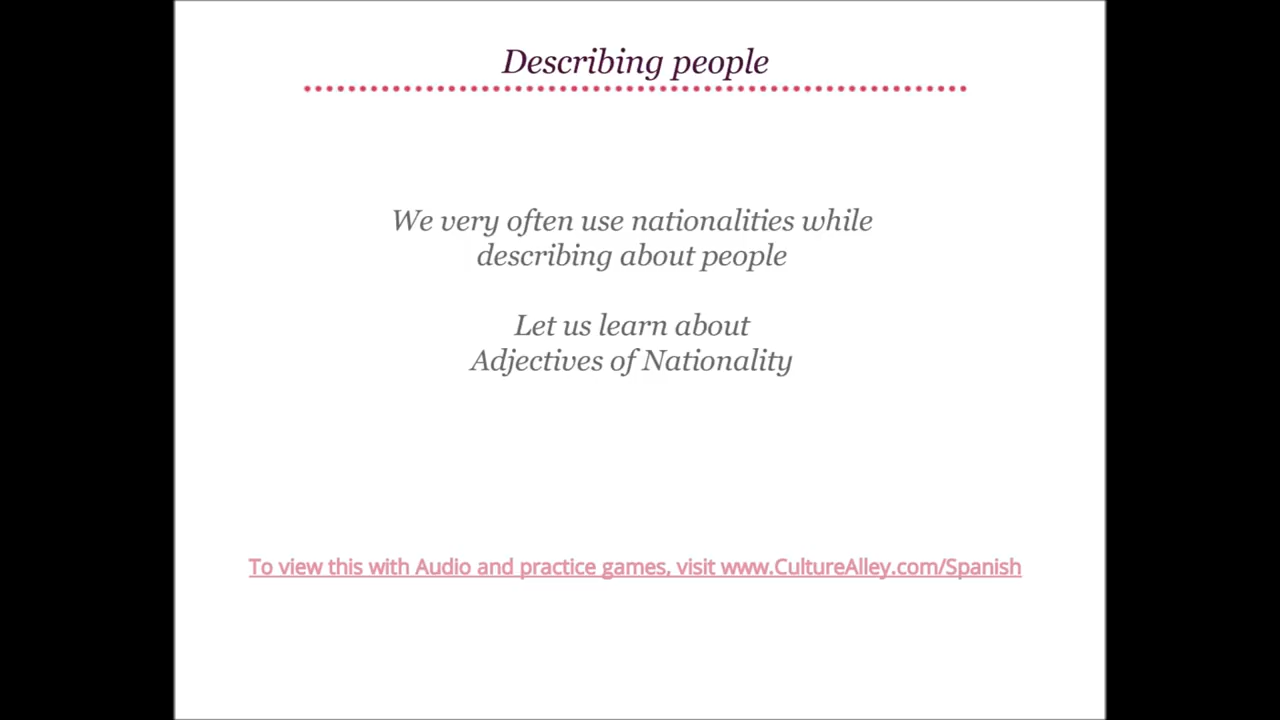 Describing people
We very often use nationalities while
describing about people
Let us learn about
Adjectives of Nationality
To view this with Audio and practice games, visit www.CultureAlley.com/Spanish